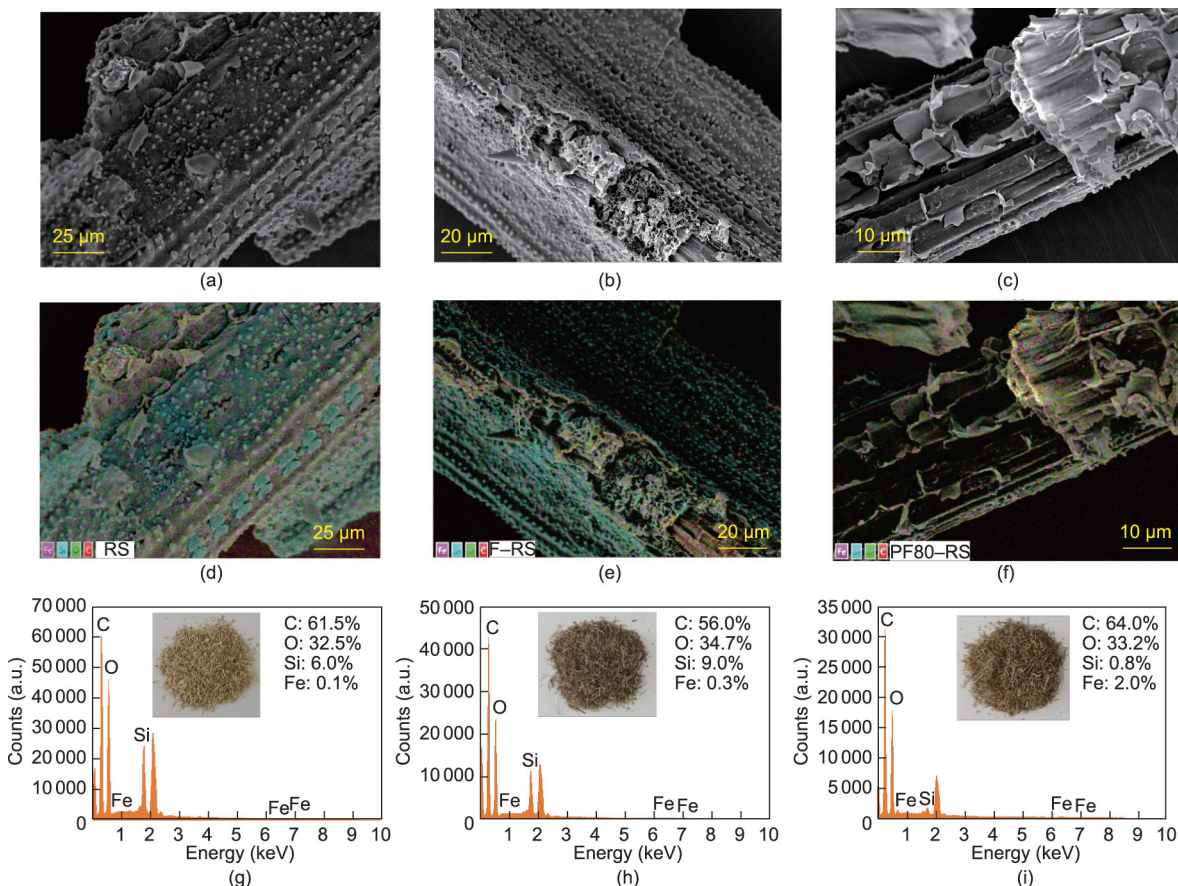 25 µm
20 µm
10 µm
(a)
(b)
(c)
Fe Si C RS
25 µm
Fe C F–RS
20 µm
Fe C PF80–RS
10 µm
(d)
(e)
(f)
70 000
60 000
50 000
40 000
30 000
20 000
10 000
Counts (a.u.)
C
O
Si
Fe
Fe Fe
C: 61.5%
O: 32.5%
Si: 6.0%
Fe: 0.1%
1 2 3 4 5 6 7 8 9 10
Energy (keV)
(g)
50 000
40 000
30 000
20 000
10 000
0
Counts (a.u.)
C
O
Si
Fe
Fe Fe
C: 56.0%
O: 34.7%
Si: 9.0%
Fe: 0.3%
1 2 3 4 5 6 7 8 9 10
Energy (keV)
(h)
35 000
30 000
25 000
20 000
15 000
10 000
5 000
0
Counts (a.u.)
C
O
Fe Si
Fe Fe
C: 64.0%
O: 33.2%
Si: 0.8%
Fe: 2.0%
1 2 3 4 5 6 7 8 9 10
Energy (keV)
(i)